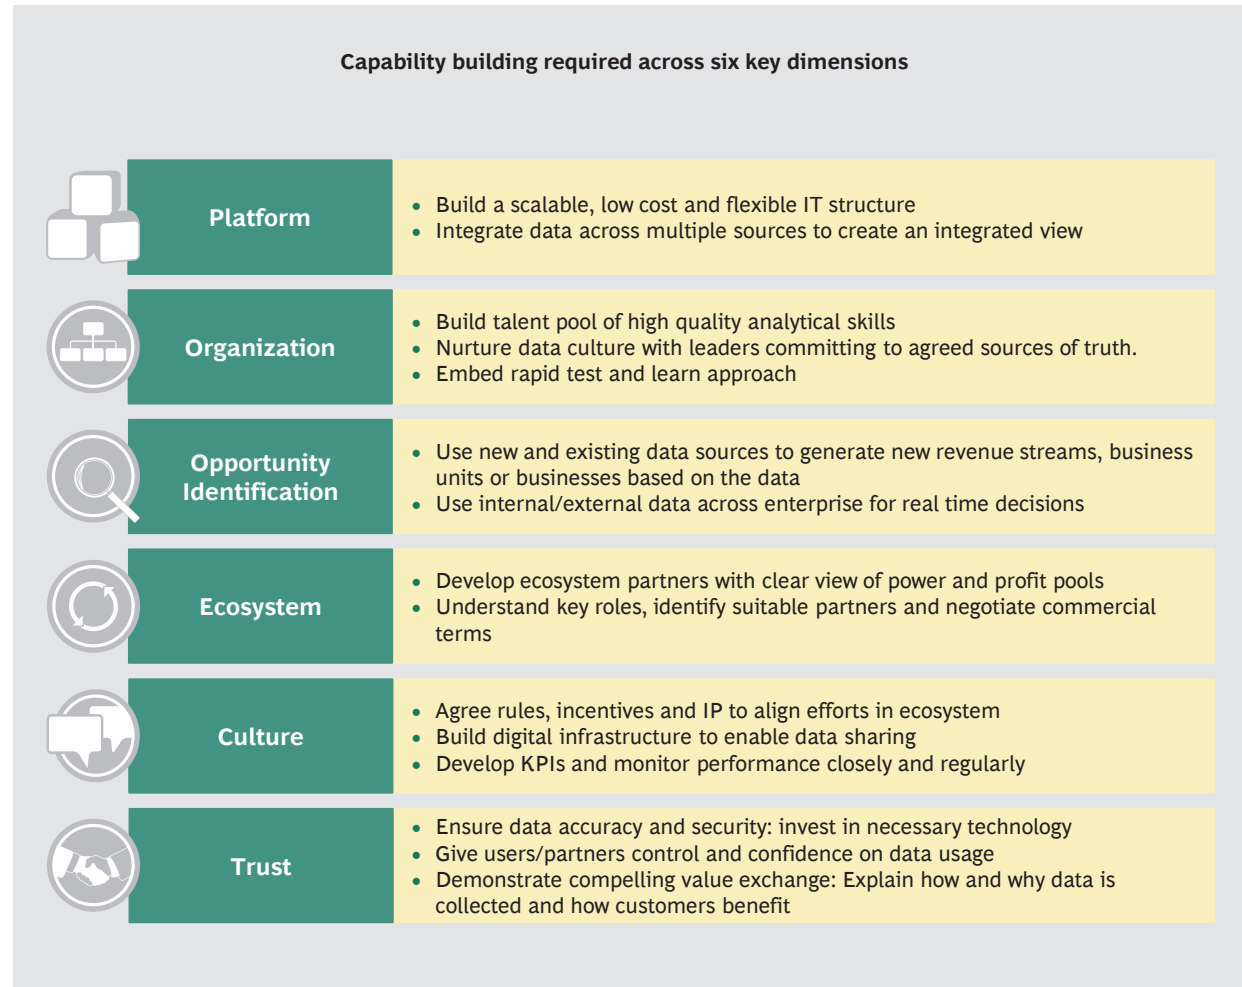 Capability building required across six key dimensions
Platform
• Build a scalable, low cost and flexible IT structure
• Integrate data across multiple sources to create an integrated view
Organization
• Build talent pool of high quality analytical skills
• Nurture data culture with leaders committing to agreed sources of truth.
• Embed rapid test and learn approach
Opportunity
Identification
• Use new and existing data sources to generate new revenue streams, business
units or businesses based on the data
• Use internal/external data across enterprise for real time decisions
Ecosystem
• Develop ecosystem partners with clear view of power and profit pools
• Understand key roles, identify suitable partners and negotiate commercial
terms
Culture
• Agree rules, incentives and IP to align efforts in ecosystem
• Build digital infrastructure to enable data sharing
• Develop KPIs and monitor performance closely and regularly
Trust
• Ensure data accuracy and security: invest in necessary technology
• Give users/partners control and confidence on data usage
• Demonstrate compelling value exchange: Explain how and why data is
collected and how customers benefit